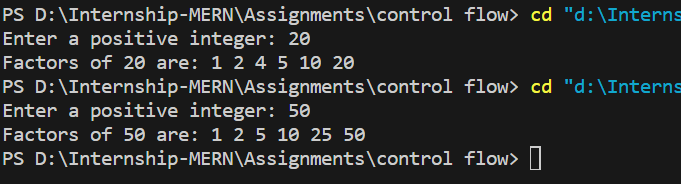 PS D:\Internship-MERN\Assignments\control flow> cd "d:\Interns
Enter a positive integer: 20
Factors of 20 are: 1 2 4 5 10 20
PS D:\Internship-MERN\Assignments\control flow> cd "d:\Interns
Enter a positive integer: 50
Factors of 50 are: 1 2 5 10 25 50
PS D:\Internship-MERN\Assignments\control flow>